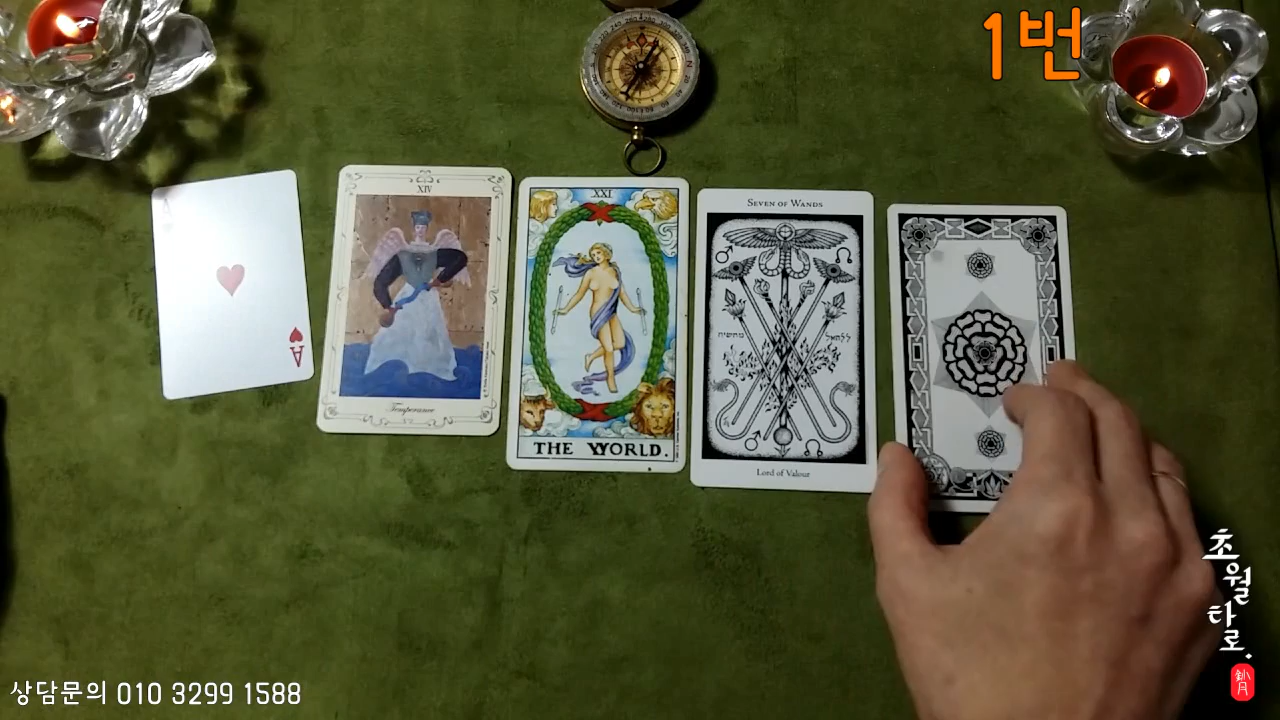 1번
A
XIV
Temperance
XXI
THE WORLD.
SEVEN OF WANDS
Lord of Valour
초월
타로.
상담문의 010 3299 1588